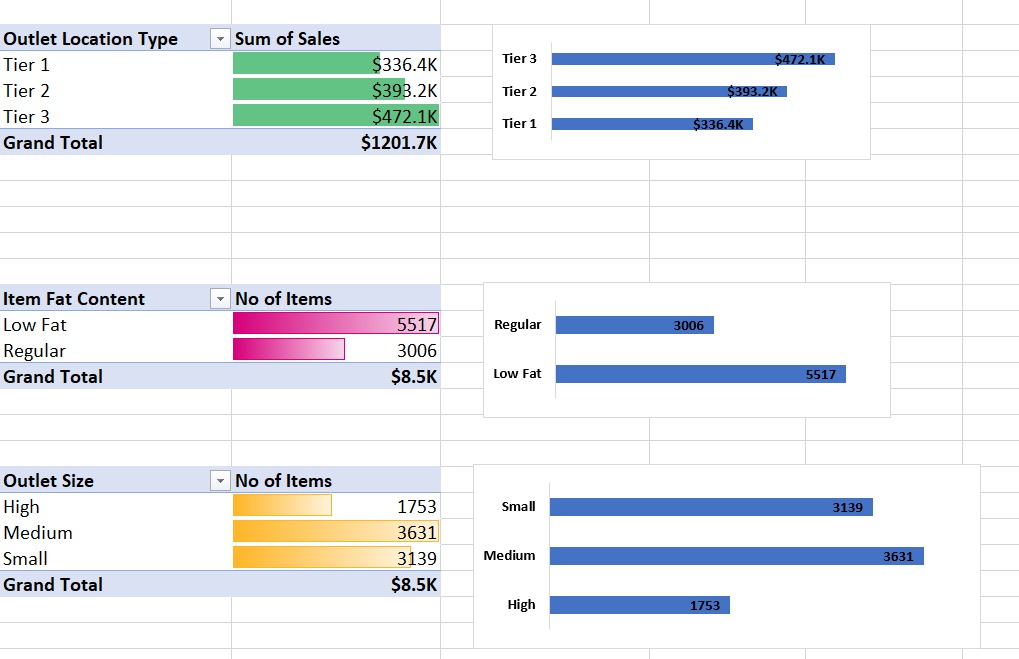 Outlet Location Type Sum of Sales
Tier 1 $336.4K
Tier 2 $393.2K
Tier 3 $472.1K
Grand Total $1201.7K
Tier 3 $472.1K
Tier 2 $393.2K
Tier 1 $336.4K
Item Fat Content No of Items
Low Fat 5517
Regular 3006
Grand Total $8.5K
Regular 3006
Low Fat 5517
Outlet Size No of Items
High 1753
Medium 3631
Small 3139
Grand Total $8.5K
Small 3139
Medium 3631
High 1753